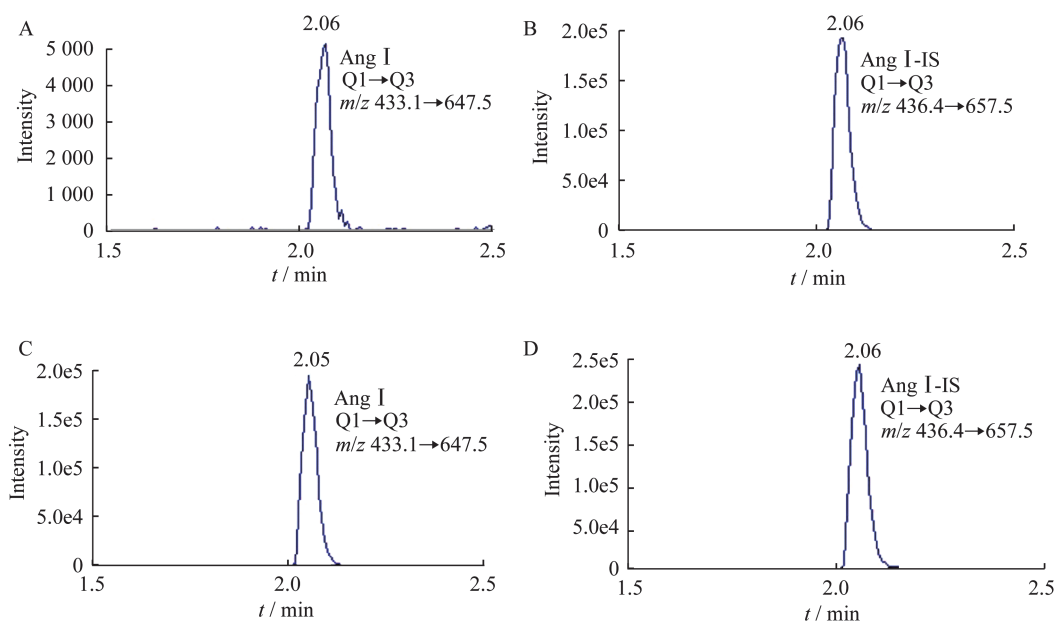 A
2.06
Ang Ⅰ
Q1→Q3
m/z 433.1→647.5
5 000
4 000
3 000
2 000
1 000
0
Intensity
1.5
2.0
2.5
t / min
B
2.06
Ang Ⅰ-IS
Q1→Q3
m/z 436.4→657.5
2.0e5
1.5e5
1.0e5
5.0e4
0
Intensity
1.5
2.0
2.5
t / min
C
2.05
Ang Ⅰ
Q1→Q3
m/z 433.1→647.5
2.0e5
1.5e5
1.0e5
5.0e4
0
Intensity
1.5
2.0
2.5
t / min
D
2.06
Ang Ⅰ-IS
Q1→Q3
m/z 436.4→657.5
2.5e5
2.0e5
1.5e5
1.0e5
5.0e4
0
Intensity
1.5
2.0
2.5
t / min